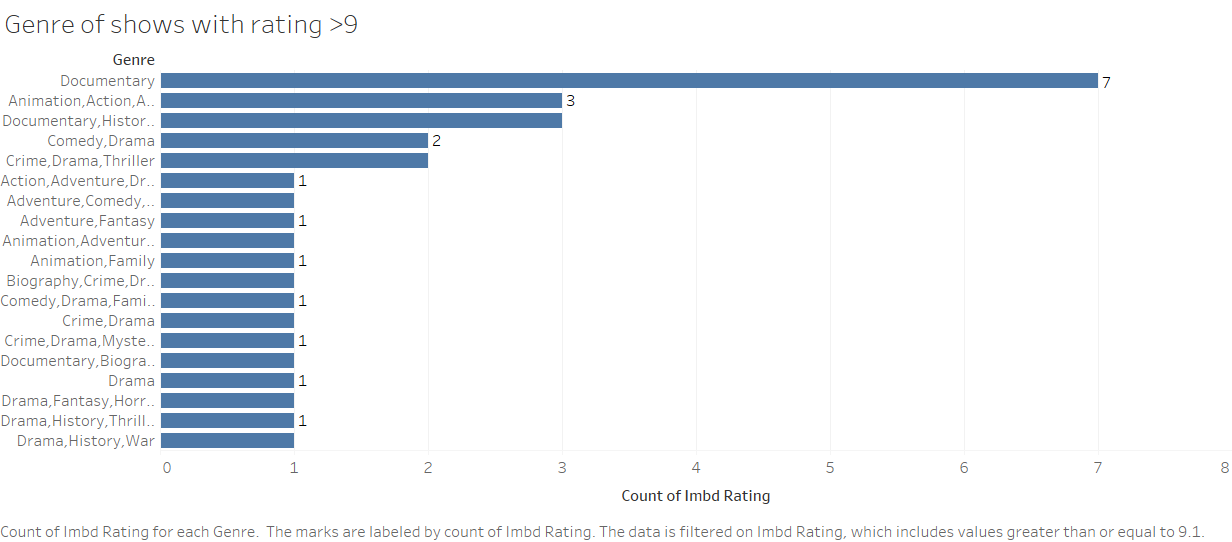 Genre of shows with rating >9
Genre
Documentary 7
Animation,Action,A.. 3
Documentary,Histor..
Comedy,Drama 2
Crime,Drama,Thriller
Action,Adventure,Dr.. 1
Adventure,Comedy,..
Adventure,Fantasy 1
Animation,Adventur..
Animation,Family 1
Biography,Crime,Dr..
Comedy,Drama,Fami.. 1
Crime,Drama
Crime,Drama,Myste.. 1
Documentary,Biogra..
Drama 1
Drama,Fantasy,Horr..
Drama,History,Thrill.. 1
Drama,History,War
0 1 2 3 4 5 6 7 8
Count of Imbd Rating
Count of Imbd Rating for each Genre. The marks are labeled by count of Imbd Rating. The data is filtered on Imbd Rating, which includes values greater than or equal to 9.1.